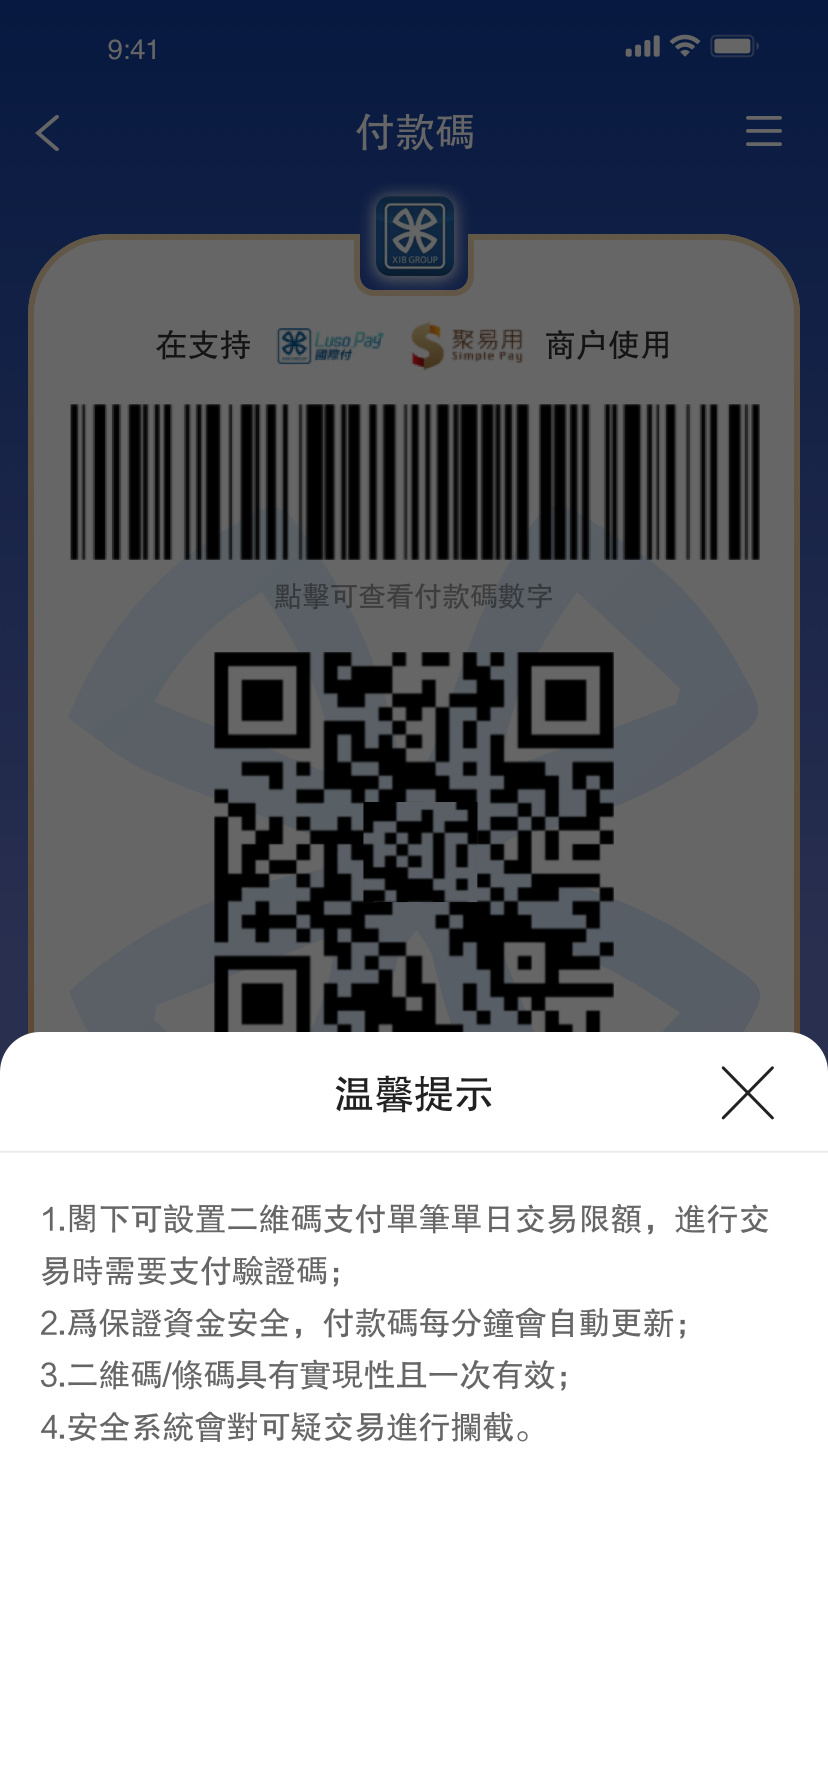 9:41
付款碼
XIB GROUP
在支持 Luso Pay 國際付 聚易用 Simple Pay 商户使用
點擊可查看付款碼數字
温馨提示
1.閣下可設置二維碼支付單筆單日交易限額，進行交
易時需要支付驗證碼；
2.爲保證資金安全，付款碼每分鐘會自動更新；
3.二維碼/條碼具有實現性且一次有效；
4.安全系統會對可疑交易進行攔截。